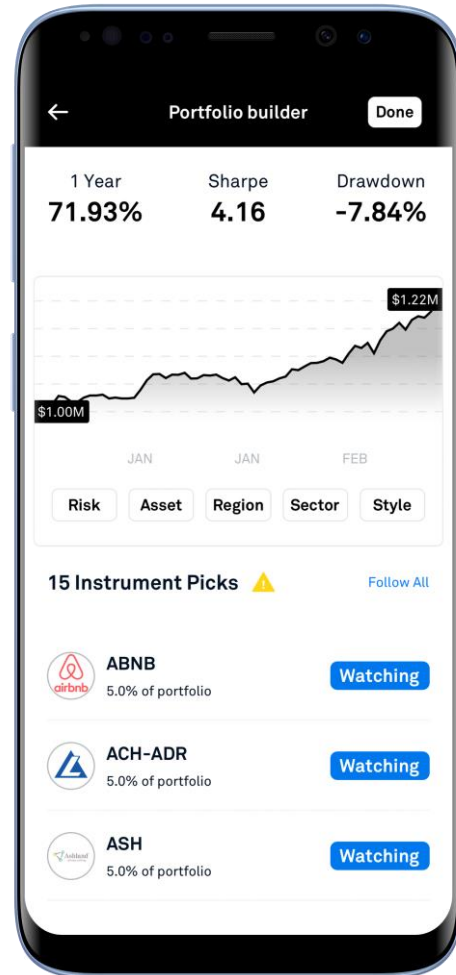 Portfolio builder
Done
1 Year
Sharpe
Drawdown
71.93%
4.16
-7.84%
$1.22M
$1.00M
JAN
JAN
FEB
Risk
Asset
Region
Sector
Style
15 Instrument Picks
Follow All
airbnb
ABNB
5.0% of portfolio
Watching
ACH-ADR
5.0% of portfolio
Watching
Ashland
ASH
5.0% of portfolio
Watching